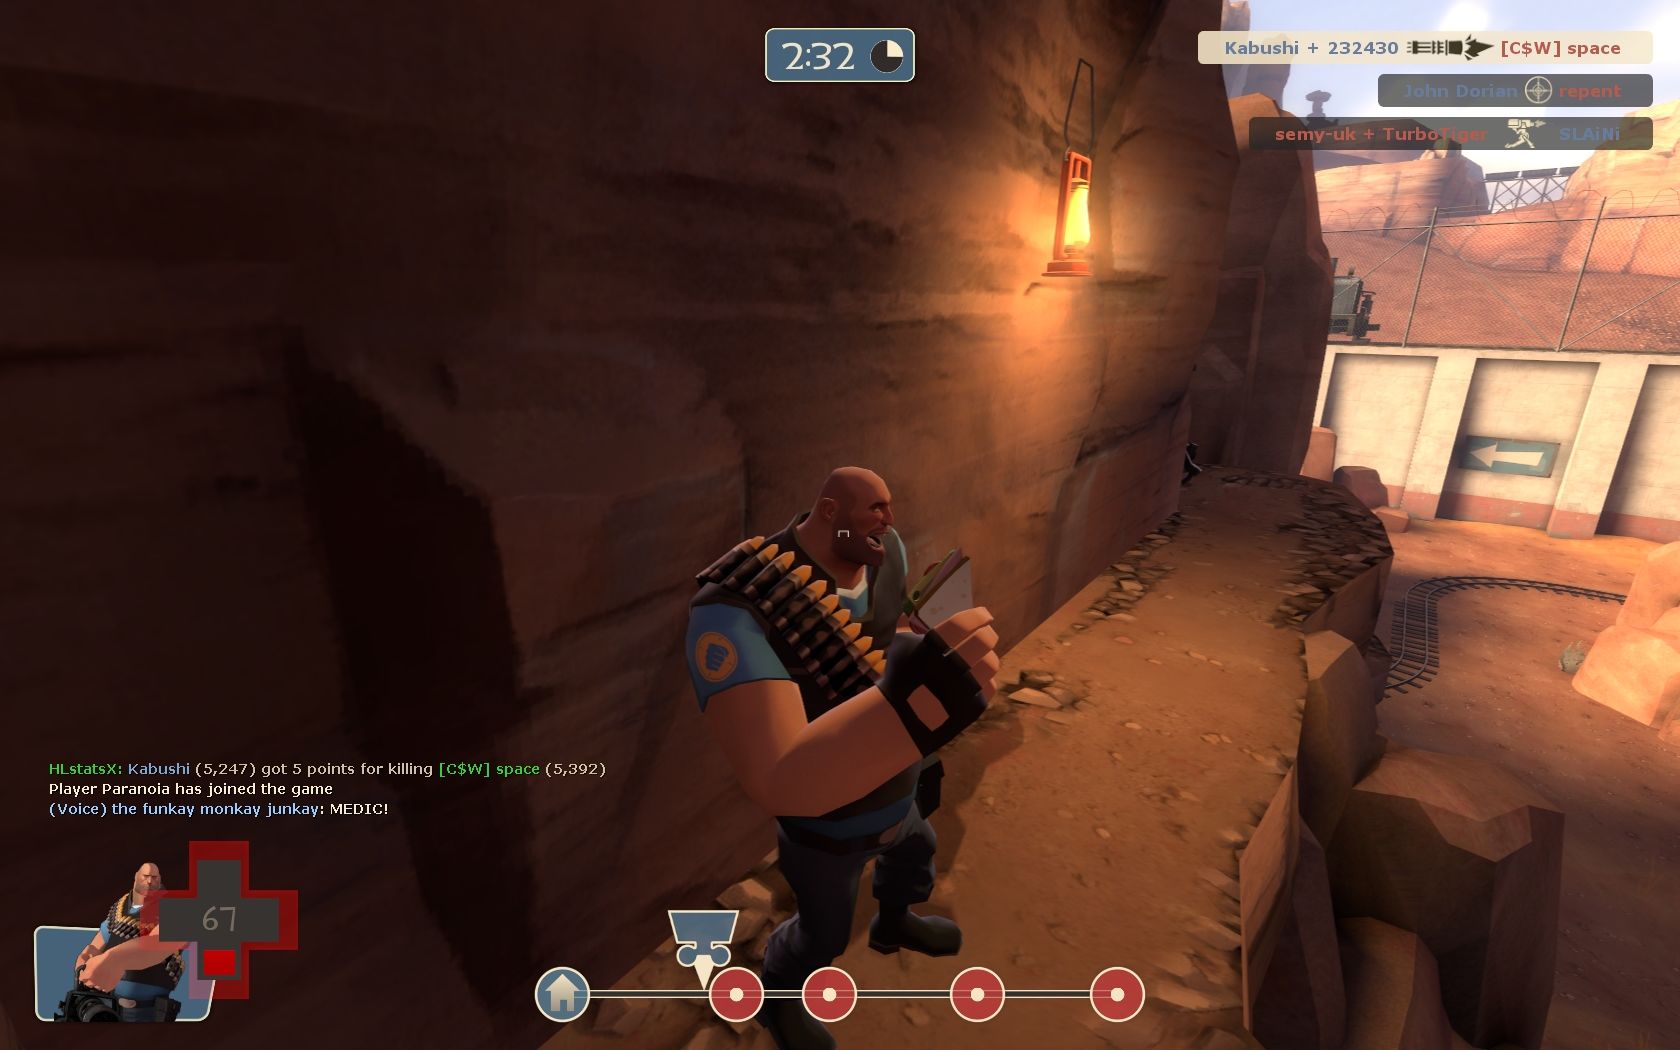 2:32
Kabushi + 232430 [C$W] space
John Dorian repent
semy-uk + TurboTiger SLAiNi
HLstatsX: Kabushi (5,247) got 5 points for killing [C$W] space (5,392)
Player Paranoia has joined the game
(Voice) the funkay monkay junkay: MEDIC!
67